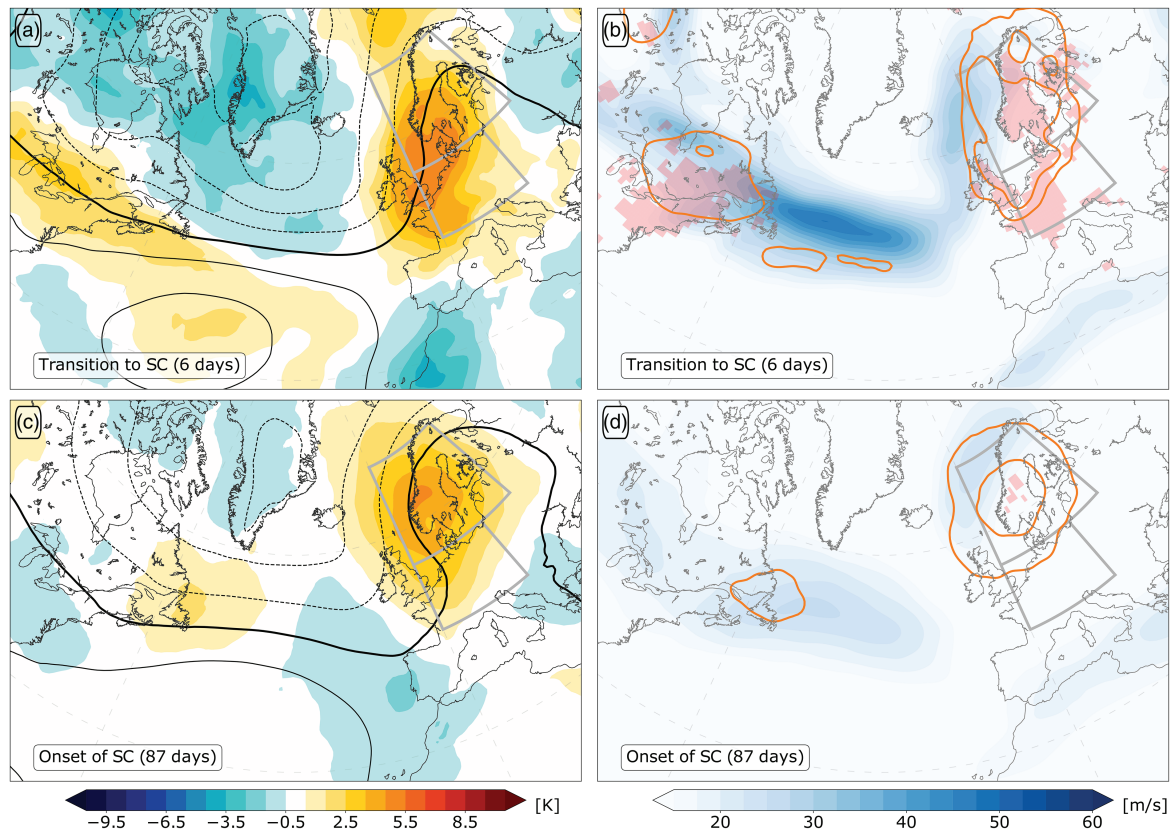 (a)
Transition to SC (6 days)
(b)
Transition to SC (6 days)
(c)
Onset of SC (87 days)
(d)
Onset of SC (87 days)
−9.5 −6.5 −3.5 −0.5 2.5 5.5 8.5 [K]
20 30 40 50 60 [m/s]